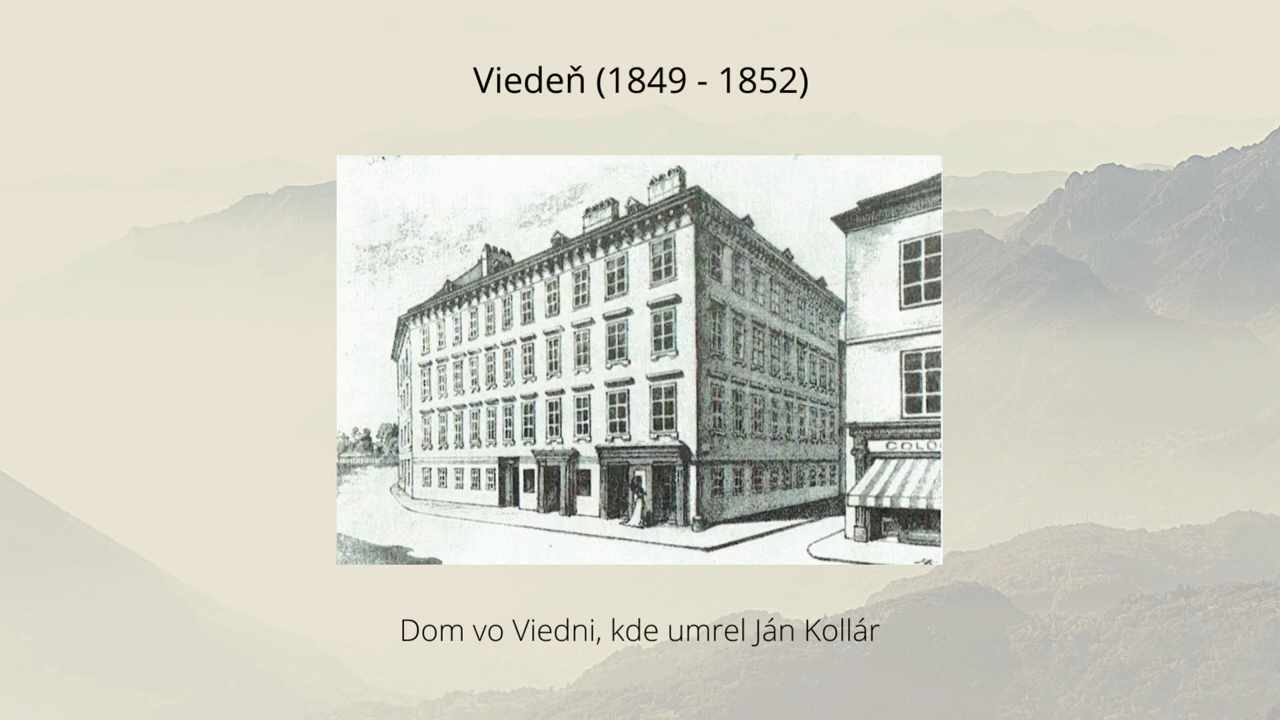 Viedeň (1849 - 1852)
Dom vo Viedni, kde umrel Ján Kollár